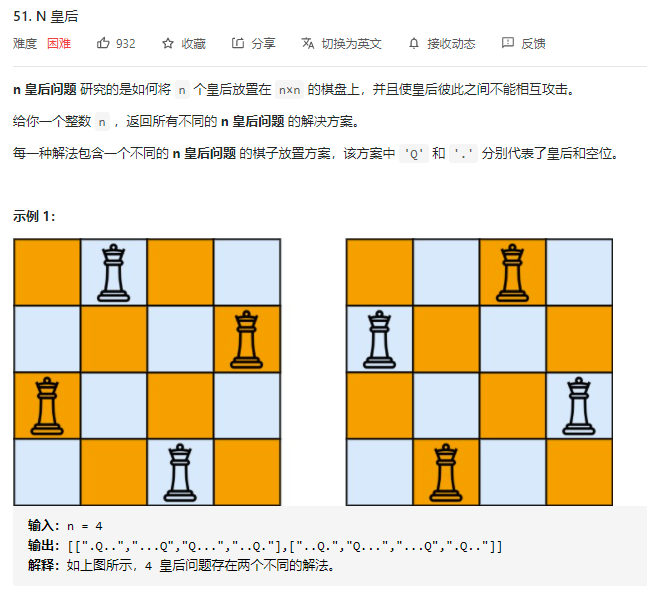 51. N 皇后
难度 困难 932 收藏 分享 切换为英文 接收动态 反馈
n 皇后问题 研究的是如何将 n 个皇后放置在 n×n 的棋盘上，并且使皇后彼此之间不能相互攻击。
给你一个整数 n ，返回所有不同的 n 皇后问题 的解决方案。
每一种解法包含一个不同的 n 皇后问题 的棋子放置方案，该方案中 'Q' 和 '.' 分别代表了皇后和空位。
示例 1：
输入：n = 4
输出：[[".Q..","...Q","Q...","..Q."],["..Q.","Q...","...Q",".Q.."]]
解释：如上图所示，4 皇后问题存在两个不同的解法。